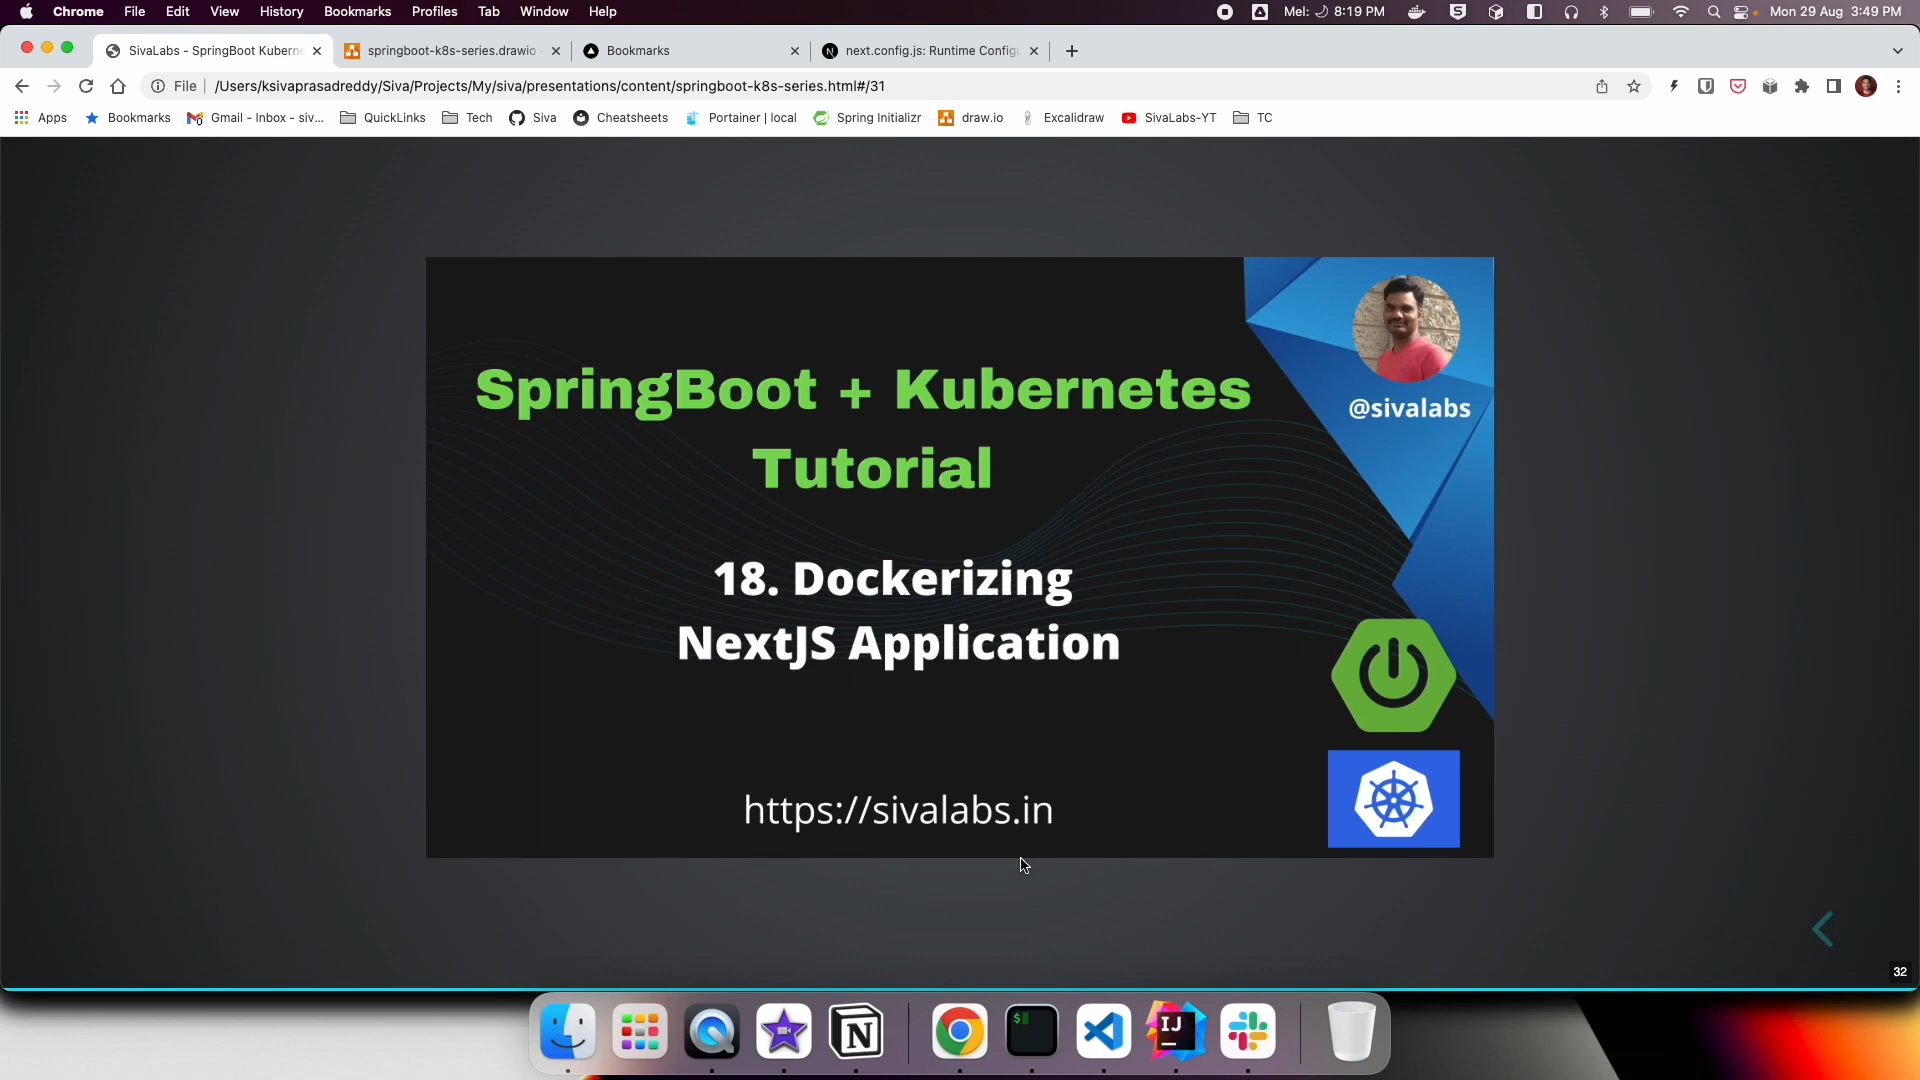 Chrome File Edit View History Bookmarks Profiles Tab Window Help Mel: 8:19 PM Mon 29 Aug 3:49 PM
SivaLabs - SpringBoot Kuberne springboot-k8s-series.drawio - Bookmarks next.config.js: Runtime Config
File /Users/ksivaprasadreddy/Siva/Projects/My/siva/presentations/content/springboot-k8s-series.html#/31
Apps Bookmarks Gmail - Inbox - siv... QuickLinks Tech Siva Cheatsheets Portainer | local Spring Initializr draw.io Excalidraw SivaLabs-YT TC
SpringBoot + Kubernetes
Tutorial
@sivalabs
18. Dockerizing
NextJS Application
https://sivalabs.in
32
$
N
IJ